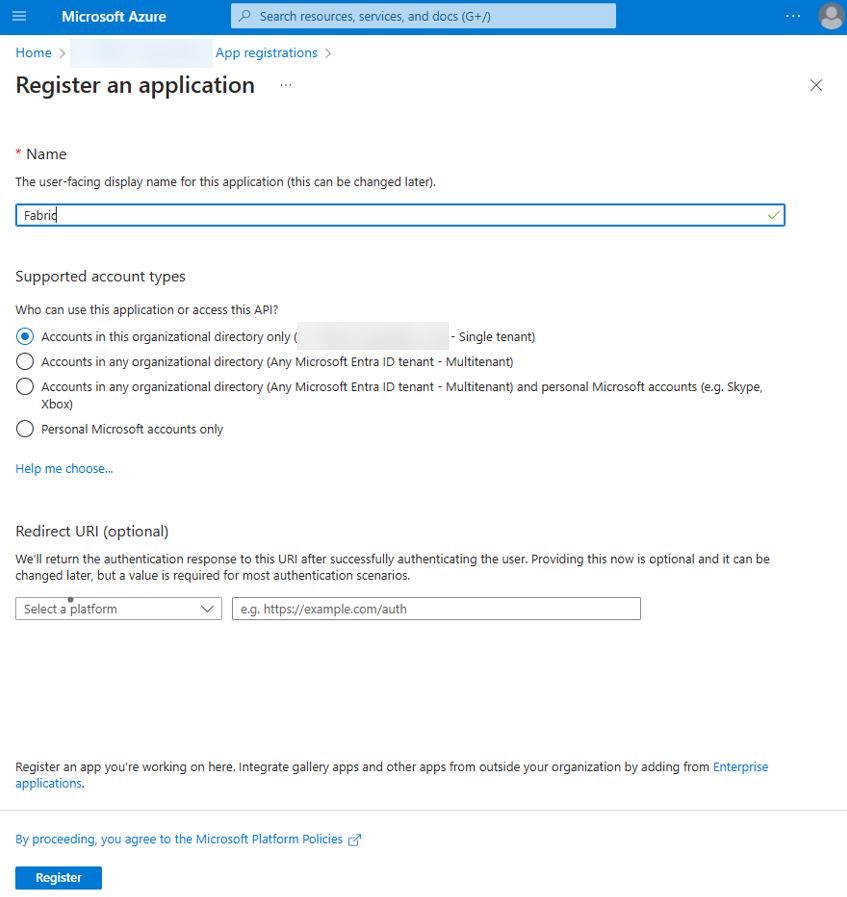 Microsoft Azure
Search resources, services, and docs (G+/)
Home > App registrations >
Register an application
* Name
The user-facing display name for this application (this can be changed later).
Fabric
Supported account types
Who can use this application or access this API?
Accounts in this organizational directory only ( - Single tenant)
Accounts in any organizational directory (Any Microsoft Entra ID tenant - Multitenant)
Accounts in any organizational directory (Any Microsoft Entra ID tenant - Multitenant) and personal Microsoft accounts (e.g. Skype,
Xbox)
Personal Microsoft accounts only
Help me choose...
Redirect URI (optional)
We'll return the authentication response to this URI after successfully authenticating the user. Providing this now is optional and it can be
changed later, but a value is required for most authentication scenarios.
Select a platform
e.g. https://example.com/auth
Register an app you're working on here. Integrate gallery apps and other apps from outside your organization by adding from Enterprise
applications.
By proceeding, you agree to the Microsoft Platform Policies
Register